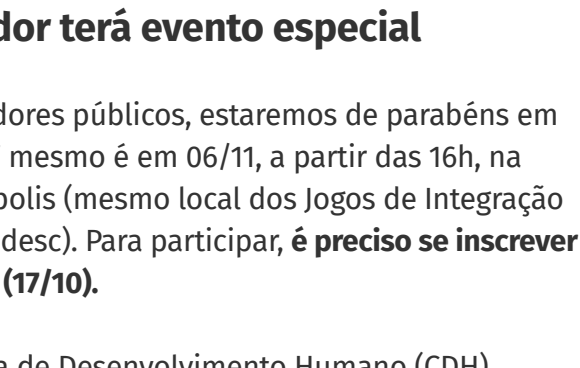 dor terá evento especial
dores públicos, estaremos de parabéns em
mesmo é em 06/11, a partir das 16h, na
polis (mesmo local dos Jogos de Integração
desc). Para participar, é preciso se inscrever
(17/10).
a de Desenvolvimento Humano (CDH)